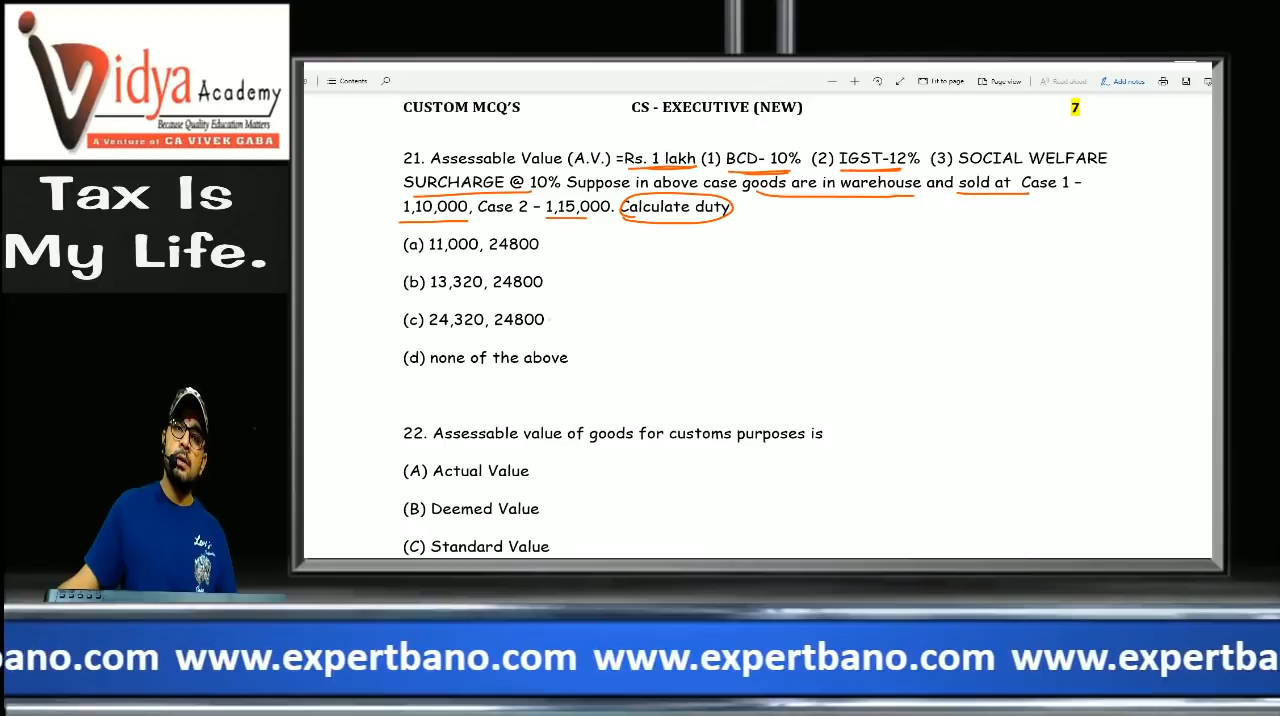 Vidya Academy
Because Quality Education Matters
A Venture of CA VIVEK GABA
Tax Is
My Life.
Contents
Fit to page
Page view
Read aloud
Add notes
CUSTOM MCQ'S CS - EXECUTIVE (NEW) 7
21. Assessable Value (A.V.) =Rs. 1 lakh (1) BCD- 10% (2) IGST-12% (3) SOCIAL WELFARE
SURCHARGE @ 10% Suppose in above case goods are in warehouse and sold at Case 1 –
1,10,000, Case 2 – 1,15,000. Calculate duty
(a) 11,000, 24800
(b) 13,320, 24800
(c) 24,320, 24800
(d) none of the above
22. Assessable value of goods for customs purposes is
(A) Actual Value
(B) Deemed Value
(C) Standard Value
bano.com www.expertbano.com www.expertbano.com www.expertba